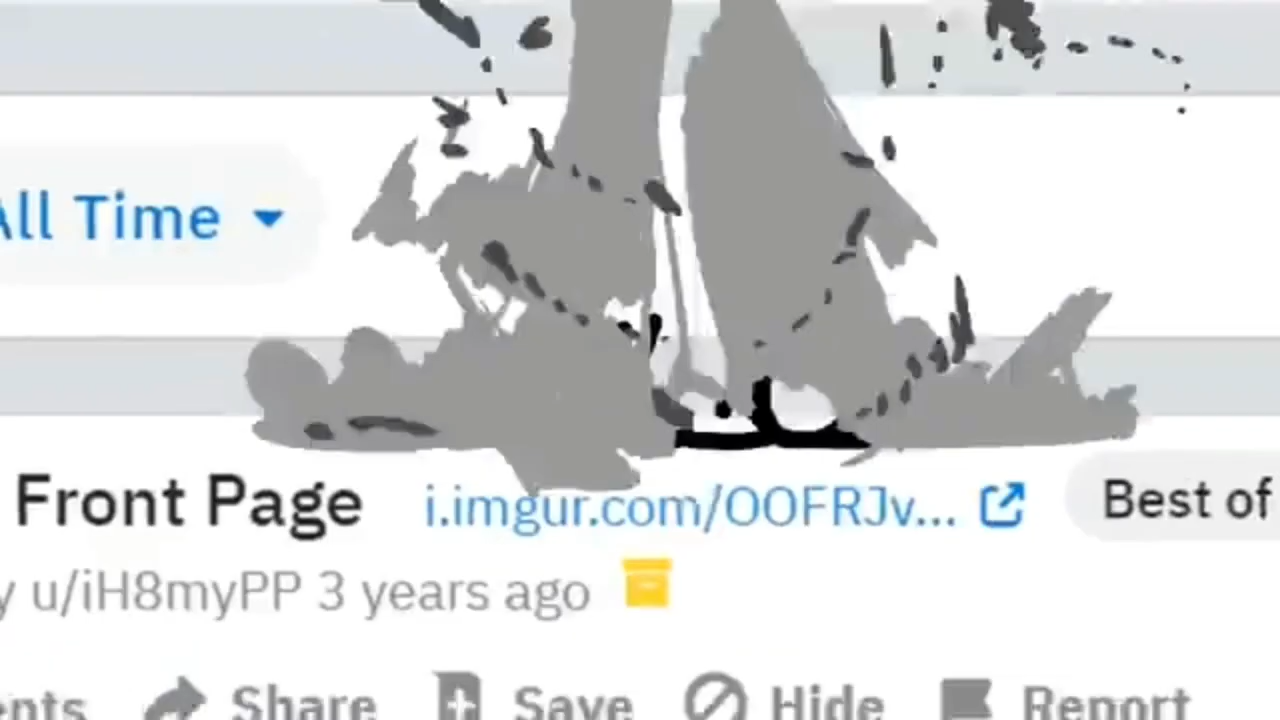 All Time
Front Page i.imgur.com/OOFRJv... Best of
u/iH8myPP 3 years ago
Share Save Hide Report